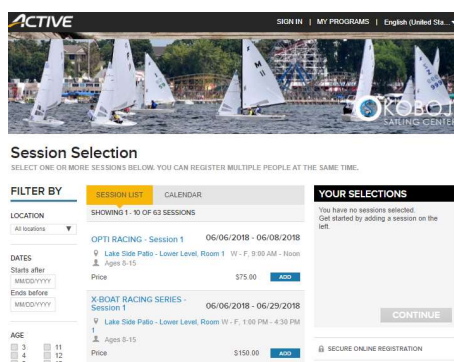 ACTIVE
SIGN IN | MY PROGRAMS | English (United Sta...
OKOBOJI
SAILING CENTER
Session Selection
SELECT ONE OR MORE SESSIONS BELOW. YOU CAN REGISTER MULTIPLE PEOPLE AT THE SAME TIME.
FILTER BY
LOCATION
All locations
DATES
Starts after
MM/DD/YYYY
Ends before
MM/DD/YYYY
AGE
3 11
4 12
SESSION LIST CALENDAR
SHOWING 1 - 10 OF 63 SESSIONS
OPTI RACING - Session 1 06/06/2018 - 06/08/2018
Lake Side Patio - Lower Level, Room 1 W - F, 9:00 AM - Noon
Ages 8-15
Price $75.00 ADD
X-BOAT RACING SERIES -
Session 1 06/06/2018 - 06/29/2018
Lake Side Patio - Lower Level, Room W - F, 1:00 PM - 4:30 PM
1
Ages 8-15
Price $150.00 ADD
YOUR SELECTIONS
You have no sessions selected.
Get started by adding a session on the
left.
CONTINUE
SECURE ONLINE REGISTRATION